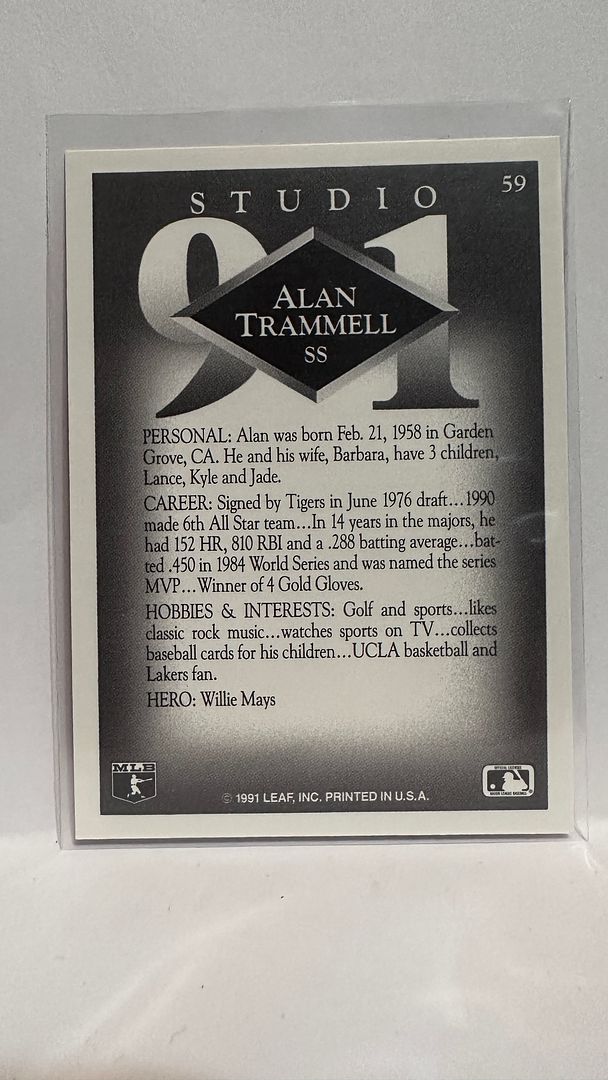 59
STUDIO
91
ALAN
TRAMMELL
SS
PERSONAL: Alan was born Feb. 21, 1958 in Garden
Grove, CA. He and his wife, Barbara, have 3 children,
Lance, Kyle and Jade.
CAREER: Signed by Tigers in June 1976 draft...1990
made 6th All Star team...In 14 years in the majors, he
had 152 HR, 810 RBI and a .288 batting average...bat-
ted .450 in 1984 World Series and was named the series
MVP...Winner of 4 Gold Gloves.
HOBBIES & INTERESTS: Golf and sports...likes
classic rock music...watches sports on TV...collects
baseball cards for his children...UCLA basketball and
Lakers fan.
HERO: Willie Mays
MLB
© 1991 LEAF, INC. PRINTED IN U.S.A.
OFFICIAL LICENSEE
MAJOR LEAGUE BASEBALL